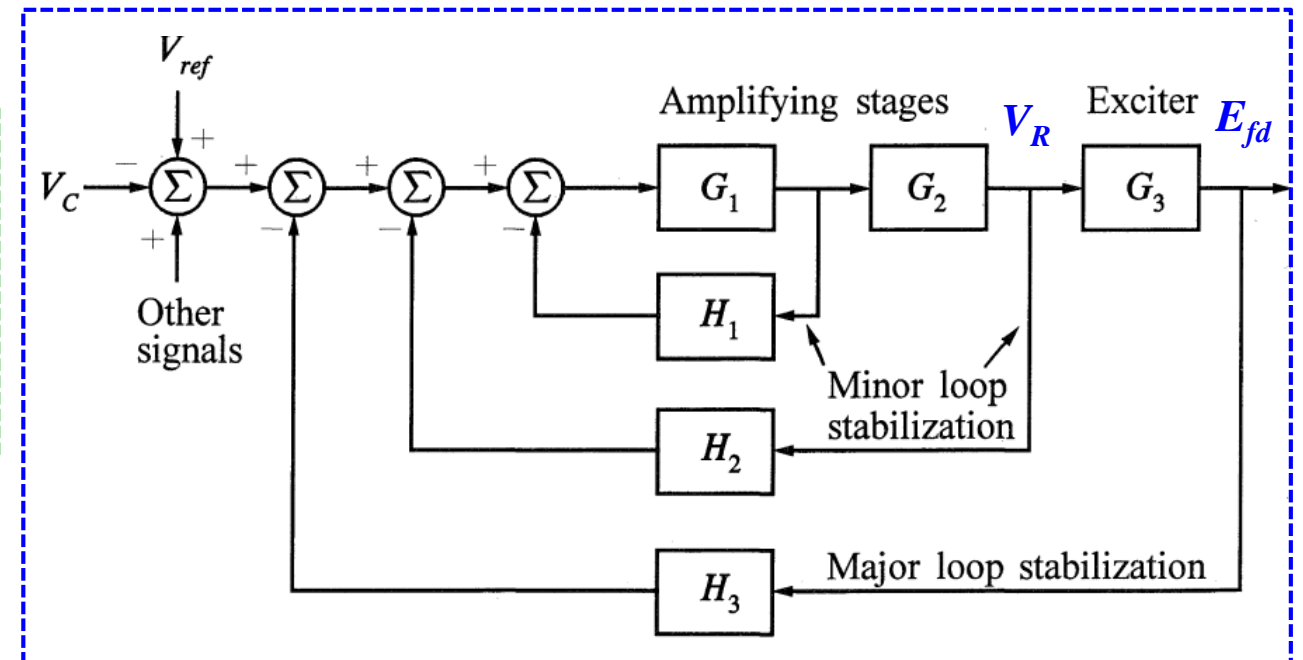 V_ref
Amplifying stages
V_R
Exciter
E_fd
+
−
+
+
+
V_C
Σ
Σ
Σ
Σ
G_1
G_2
G_3
+
−
−
−
Other
signals
H_1
Minor loop
stabilization
H_2
Major loop stabilization
H_3